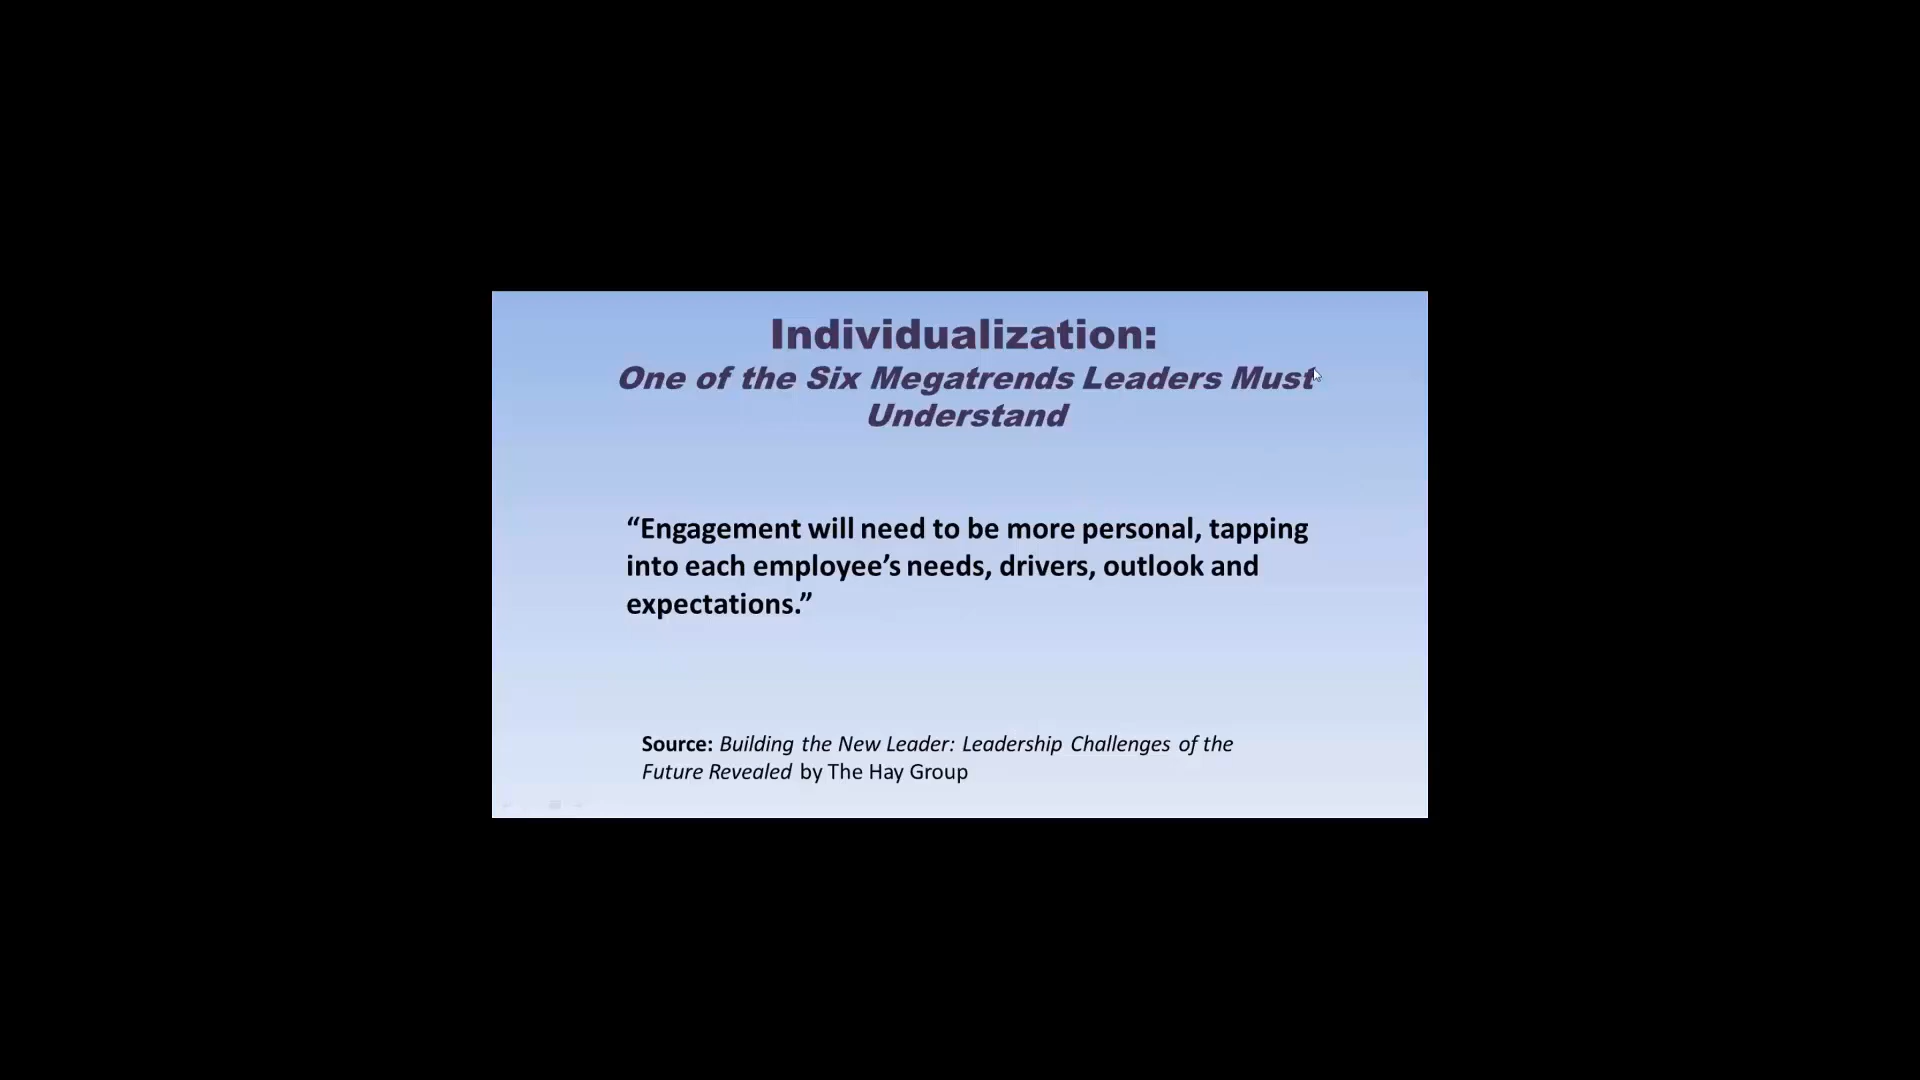 Individualization:
One of the Six Megatrends Leaders Must
Understand
“Engagement will need to be more personal, tapping
into each employee’s needs, drivers, outlook and
expectations.”
Source: Building the New Leader: Leadership Challenges of the
Future Revealed by The Hay Group